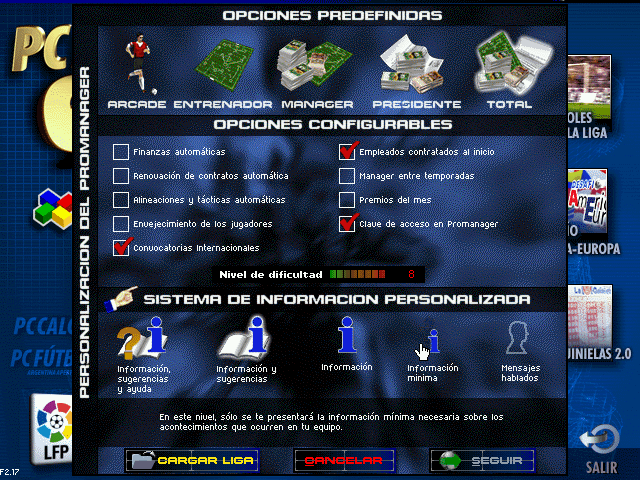 OPCIONES PREDEFINIDAS
ARCADE ENTRENADOR MANAGER PRESIDENTE TOTAL
OPCIONES CONFIGURABLES
Finanzas automáticas
Renovación de contratos automática
Alineaciones y tácticas automáticas
Envejecimiento de los jugadores
Convocatorias Internacionales
Empleados contratados al inicio
Manager entre temporadas
Premios del mes
Clave de acceso en Promanager
Nivel de dificultad 8
SISTEMA DE INFORMACION PERSONALIZADA
Información,
sugerencias
y ayuda
Información y
sugerencias
Información
Información
mínima
Mensajes
hablados
En este nivel, sólo se te presentará la información mínima necesaria sobre los
acontecimientos que ocurren en tu equipo.
CARGAR LIGA
CANCELAR
SEGUIR
PERSONALIZACION DEL PROMANAGER
PC
PCCALC
PC FÚTB
LFP
F2.17
OLES
LA LIGA
IO
A-EUROPA
UINIELAS 2.0
SALIR